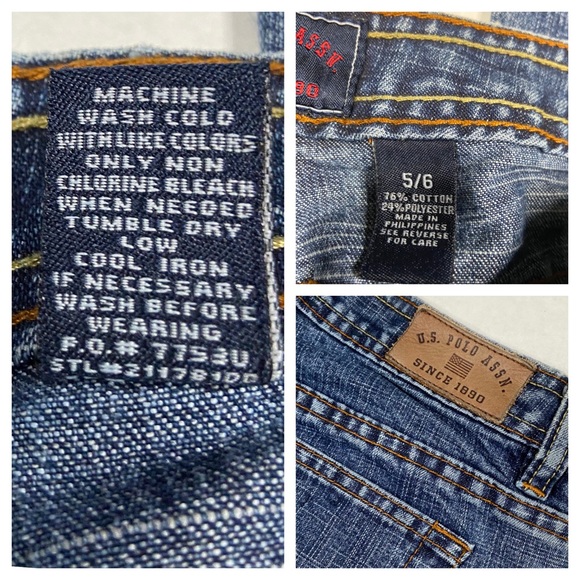 MACHINE
WASH COLD
WITH LIKE COLORS
ONLY NON
CHLORINE BLEACH
WHEN NEEDED
TUMBLE DRY
LOW
COOL IRON
IF NECESSARY
WASH BEFORE
WEARING
ASSN.
5/6
76% COTTON
24% POLYESTER
MADE IN
PHILIPPINES
SEE REVERSE
FOR CARE
U.S. POLO ASSN.
SINCE 1890